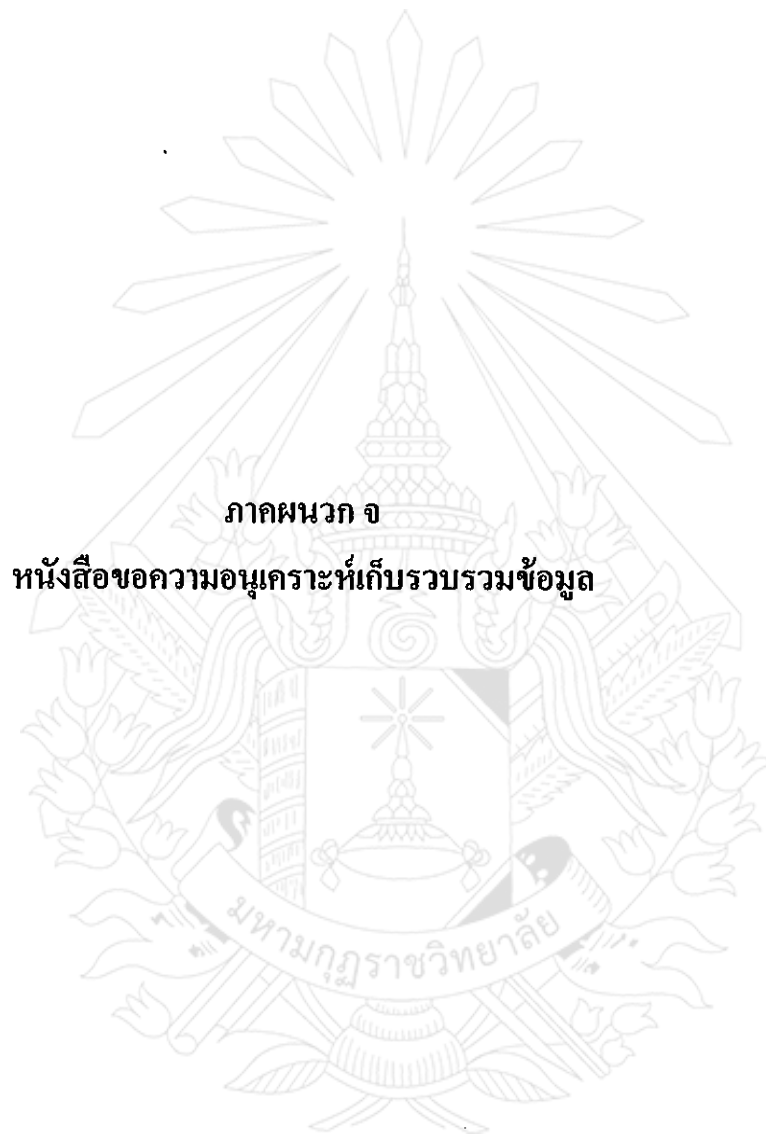 ภาคผนวก จ
หนังสือขอความอนุเคราะห์เก็บรวบรวมข้อมูล
มหามกุฏราชวิทยาลัย